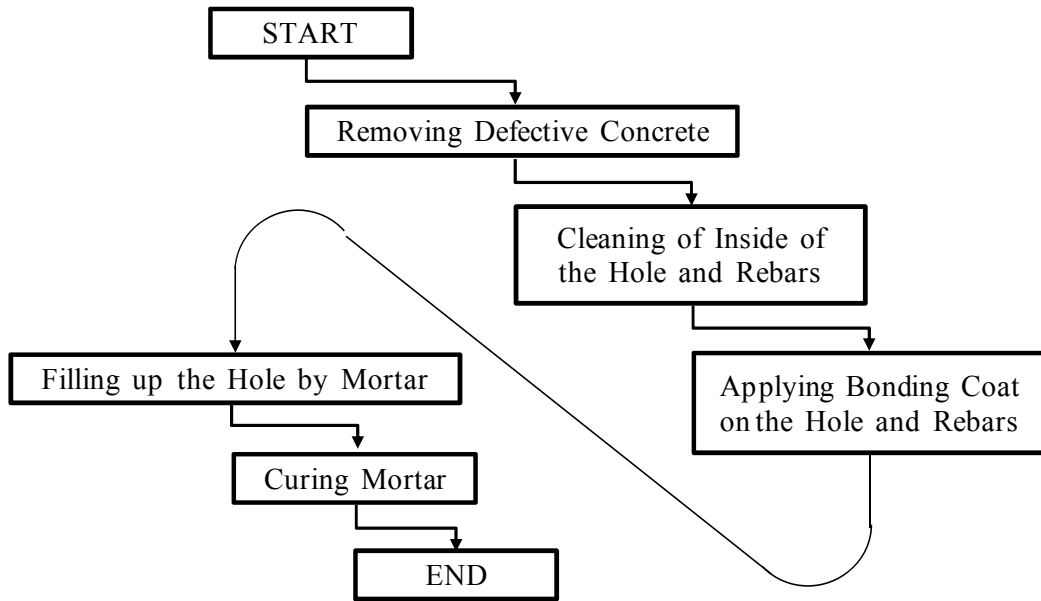 START
Removing Defective Concrete
Cleaning of Inside of
the Hole and Rebars
Applying Bonding Coat
on the Hole and Rebars
Filling up the Hole by Mortar
Curing Mortar
END